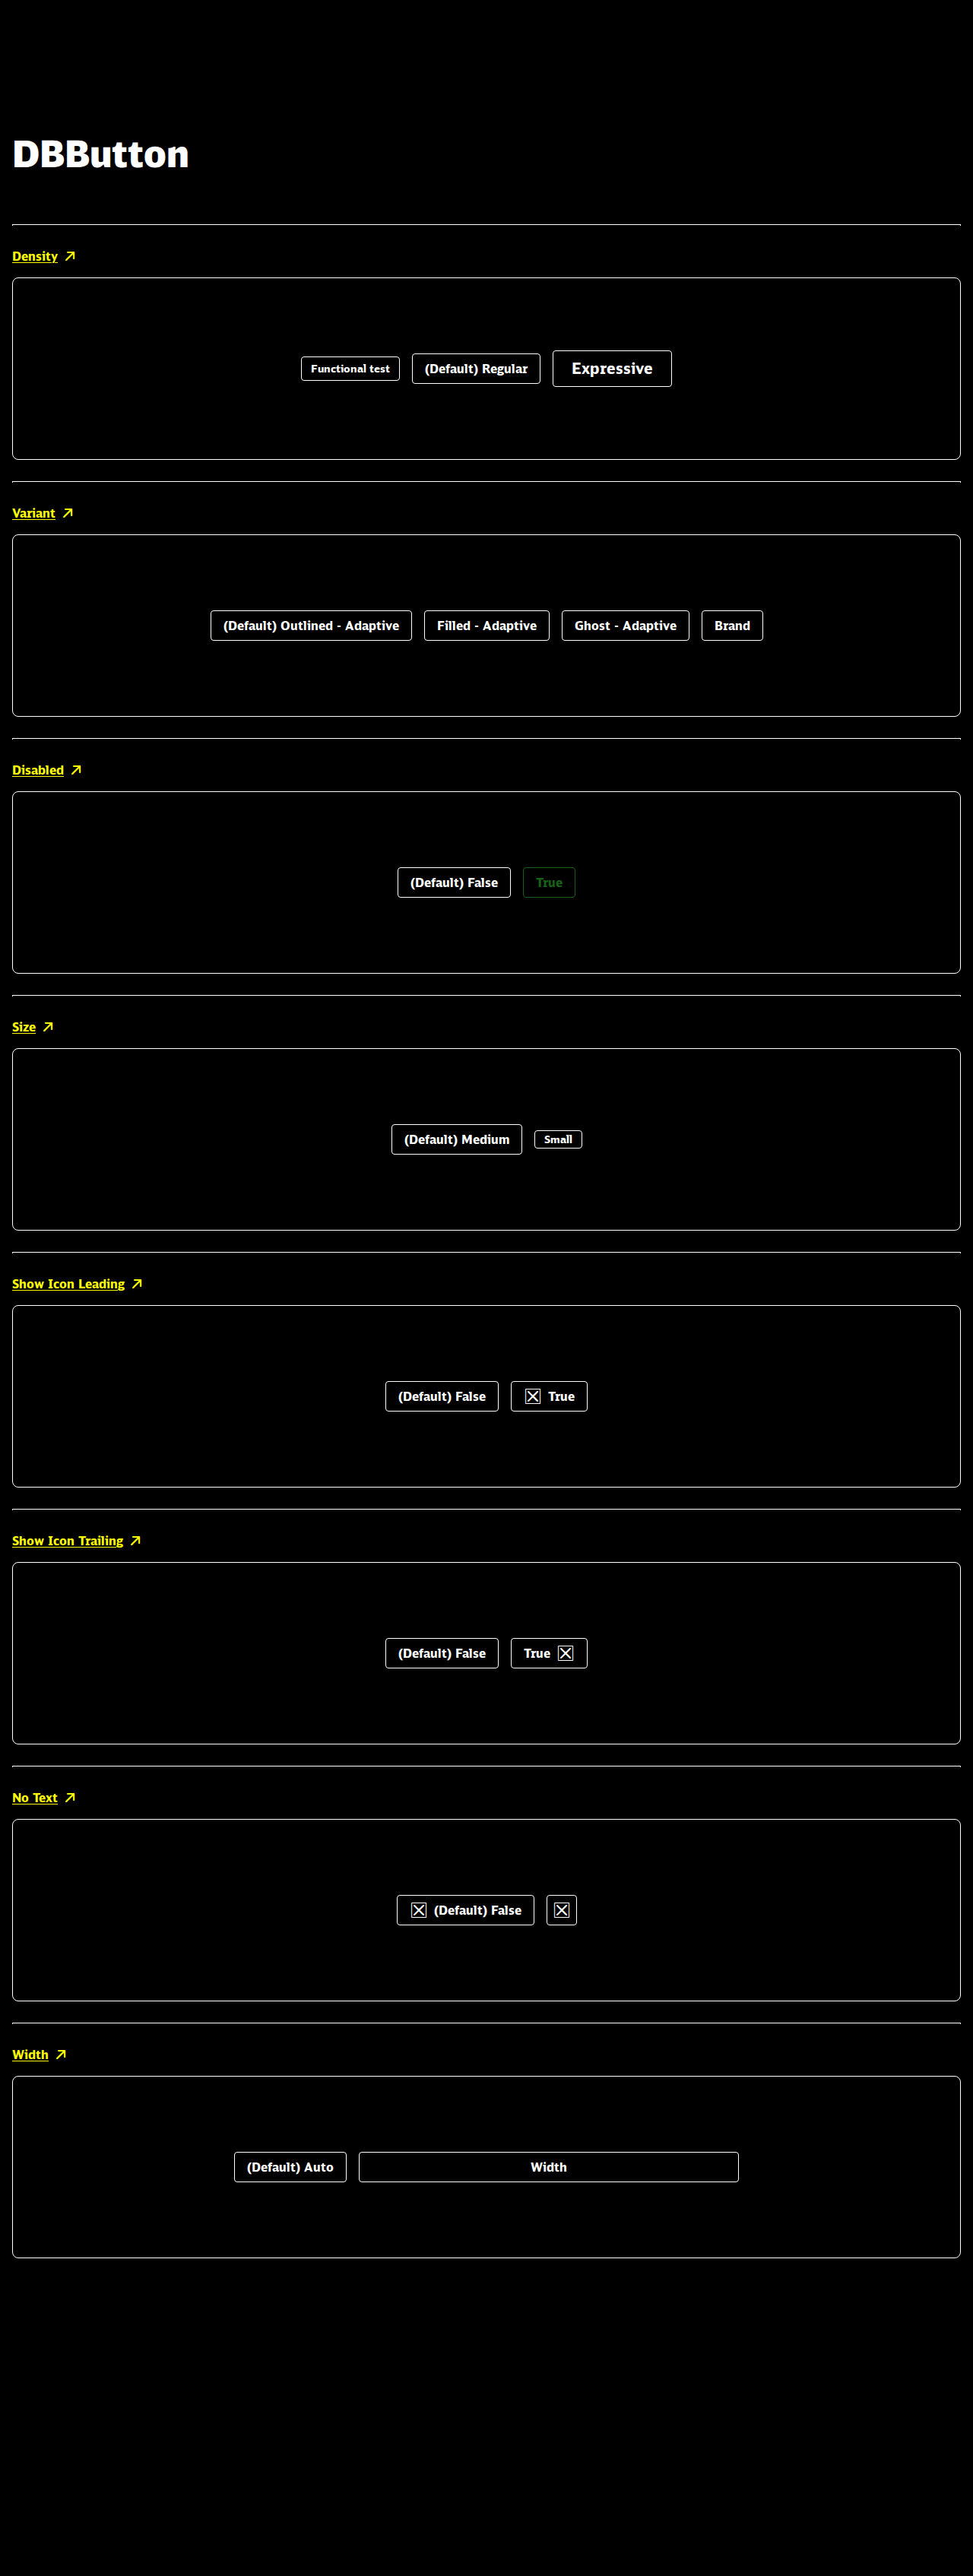 DBButton
Density
Functional test (Default) Regular Expressive
Variant
(Default) Outlined - Adaptive Filled - Adaptive Ghost - Adaptive Brand
Disabled
(Default) False True
Size
(Default) Medium Small
Show Icon Leading
(Default) False True
Show Icon Trailing
(Default) False True
No Text
(Default) False
Width
(Default) Auto Width